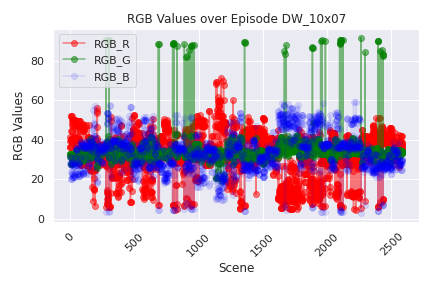 RGB Values over Episode DW_10x07
RGB_R
RGB_G
RGB_B
RGB Values
80
60
40
20
0
0
500
1000
1500
2000
2500
Scene